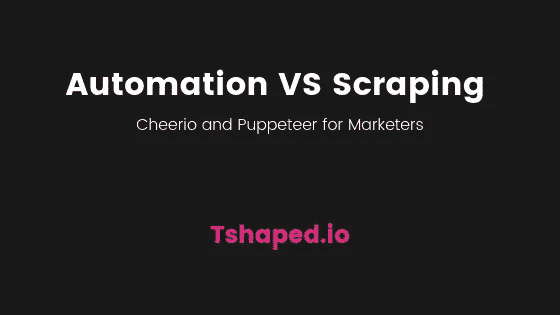 Automation VS Scraping
Cheerio and Puppeteer for Marketers
Tshaped.io